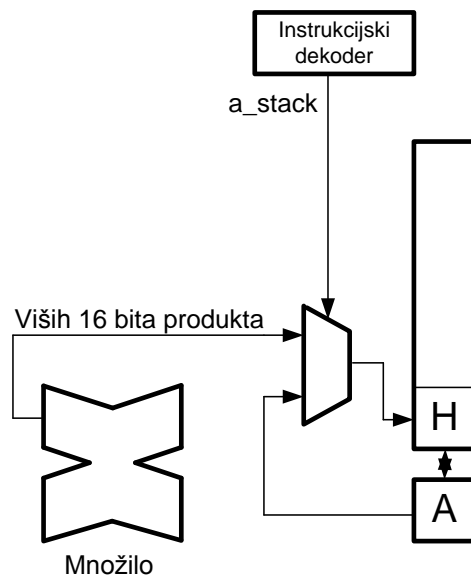 Instrukcijski
dekoder
a_stack
Viših 16 bita produkta
H
A
Množilo